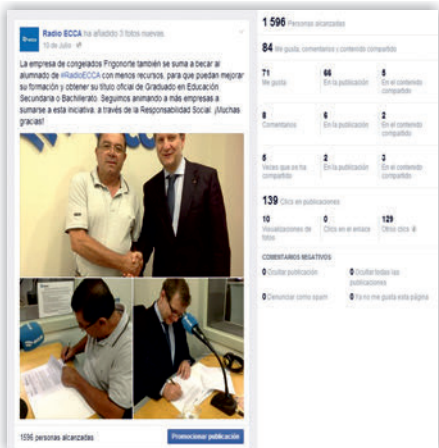 Radio ECCA ha añadido 3 fotos nuevas.
10 de Julio
La empresa de congelados Frigonorte también se suma a becar al
alumnado de #RadioECCA con menos recursos, para que puedan mejorar
su formación y obtener su título oficial de Graduado en Educación
Secundaria o Bachillerato. Seguimos animando a más empresas a
sumarse a esta iniciativa, a través de la Responsabilidad Social. ¡Muchas
gracias!
1596 personas alcanzadas
Promocionar publicación
1 596 Personas alcanzadas
84 Me gusta, comentarios y contenido compartido
71 66 5
Me gusta En la publicación En el contenido compartido
8 6 2
Comentarios En la publicación En el contenido compartido
5 2 3
Veces que se ha compartido En la publicación En el contenido compartido
139 Clics en publicaciones
10 0 129
Visualizaciones de fotos Clics en el enlace Otros clics
COMENTARIOS NEGATIVOS
0 Ocultar publicación 0 Ocultar todas las publicaciones
0 Denunciar como spam 0 Ya no me gusta esta página